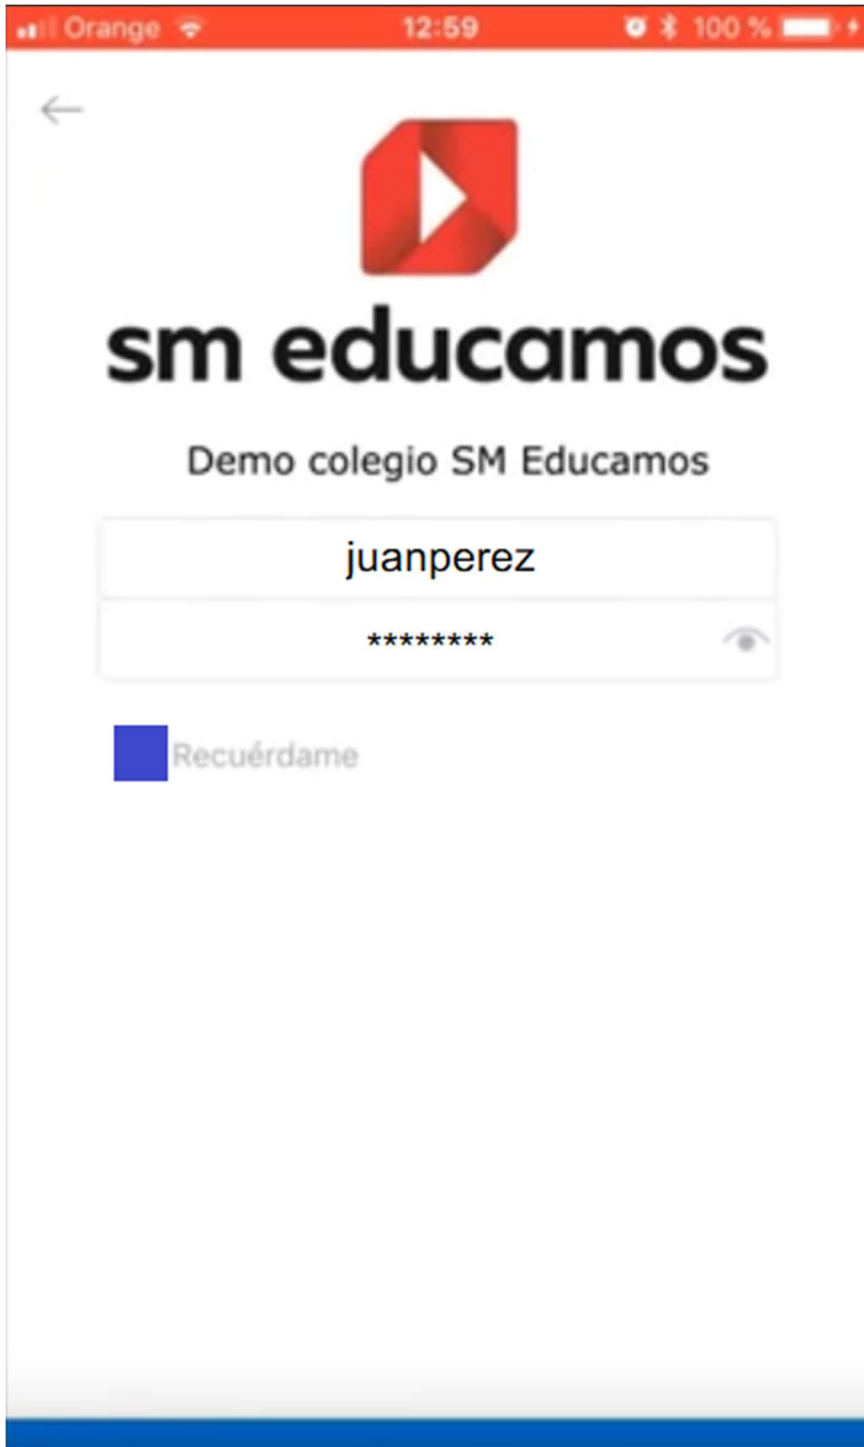 Orange 12:59 100 %
sm educamos
Demo colegio SM Educamos
juanperez
********
Recuérdame